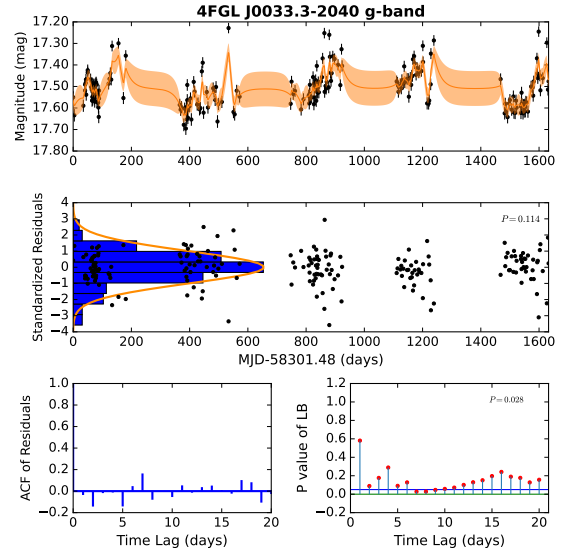 4FGL J0033.3-2040 g-band
Magnitude (mag)
17.20
17.30
17.40
17.50
17.60
17.70
17.80
0 200 400 600 800 1000 1200 1400 1600
Standardized Residuals
4
3
2
1
0
−1
−2
−3
−4
P = 0.114
0 200 400 600 800 1000 1200 1400 1600
MJD-58301.48 (days)
ACF of Residuals
1.0
0.8
0.6
0.4
0.2
0.0
−0.2
0 5 10 15 20
Time Lag (days)
P value of LB
1.2
1.0
0.8
0.6
0.4
0.2
0.0
−0.2
P = 0.028
0 5 10 15 20
Time Lag (days)